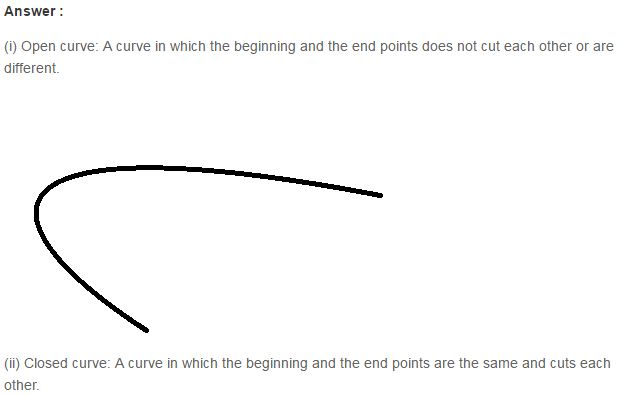 Answer :
(i) Open curve: A curve in which the beginning and the end points does not cut each other or are
different.
(ii) Closed curve: A curve in which the beginning and the end points are the same and cuts each
other.